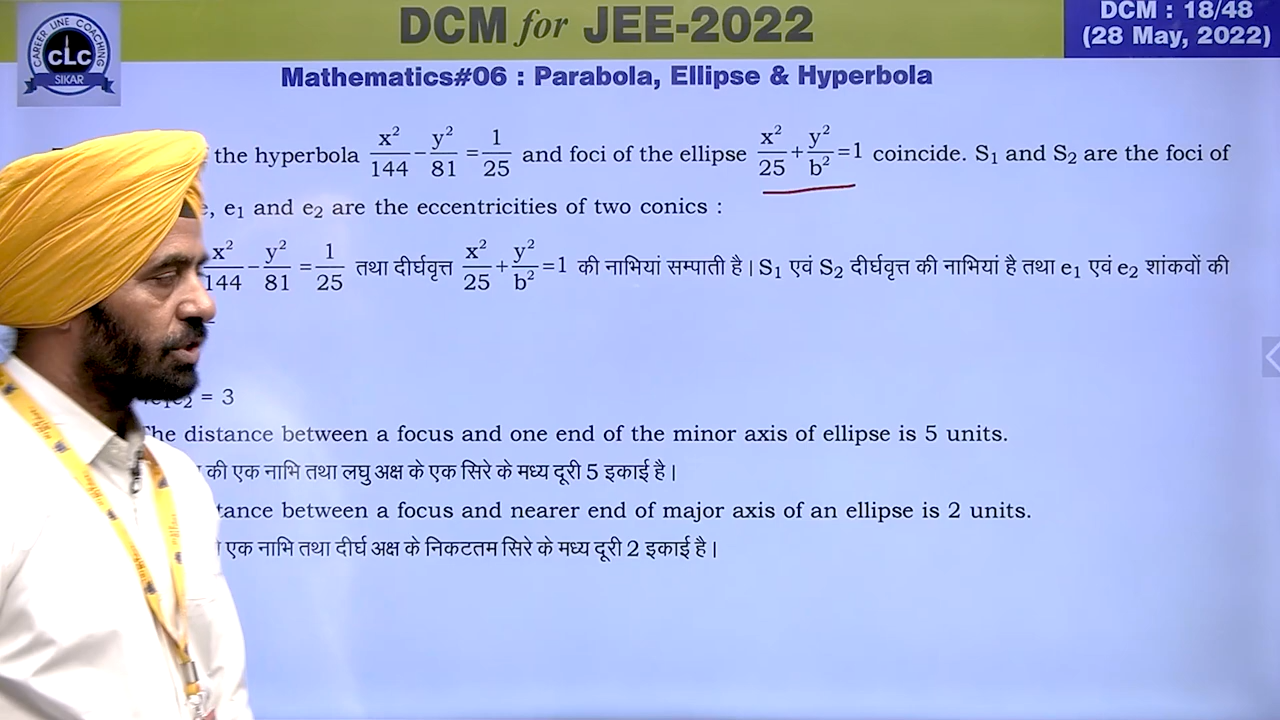 DCM for JEE-2022
DCM : 18/48
(28 May, 2022)
CAREER LINE COACHING
CLC
SIKAR
Mathematics#06 : Parabola, Ellipse & Hyperbola
the hyperbola x²/144 − y²/81 = 1/25 and foci of the ellipse x²/25 + y²/b² = 1 coincide. S₁ and S₂ are the foci of
e₁ and e₂ are the eccentricities of two conics :
x²/144 − y²/81 = 1/25 तथा दीर्घवृत्त x²/25 + y²/b² = 1 की नाभियां सम्पाती है। S₁ एवं S₂ दीर्घवृत्त की नाभियां है तथा e₁ एवं e₂ शांकवों की
e₁e₂ = 3
The distance between a focus and one end of the minor axis of ellipse is 5 units.
की एक नाभि तथा लघु अक्ष के एक सिरे के मध्य दूरी 5 इकाई है।
tance between a focus and nearer end of major axis of an ellipse is 2 units.
एक नाभि तथा दीर्घ अक्ष के निकटतम सिरे के मध्य दूरी 2 इकाई है।